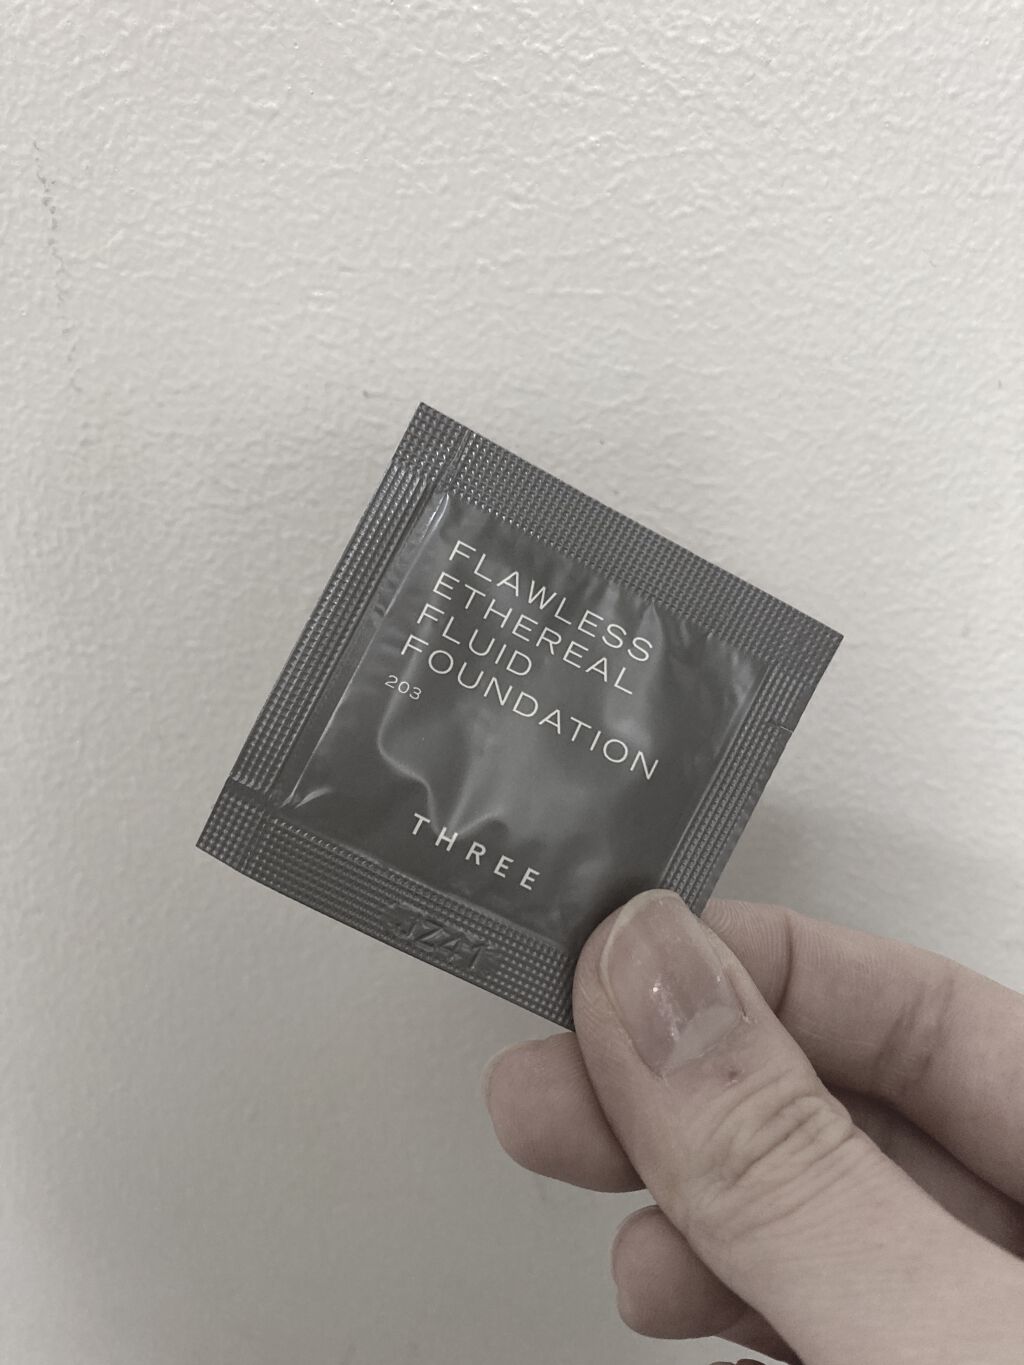 FLAWLESS
ETHEREAL
FLUID
FOUNDATION
203
THREE